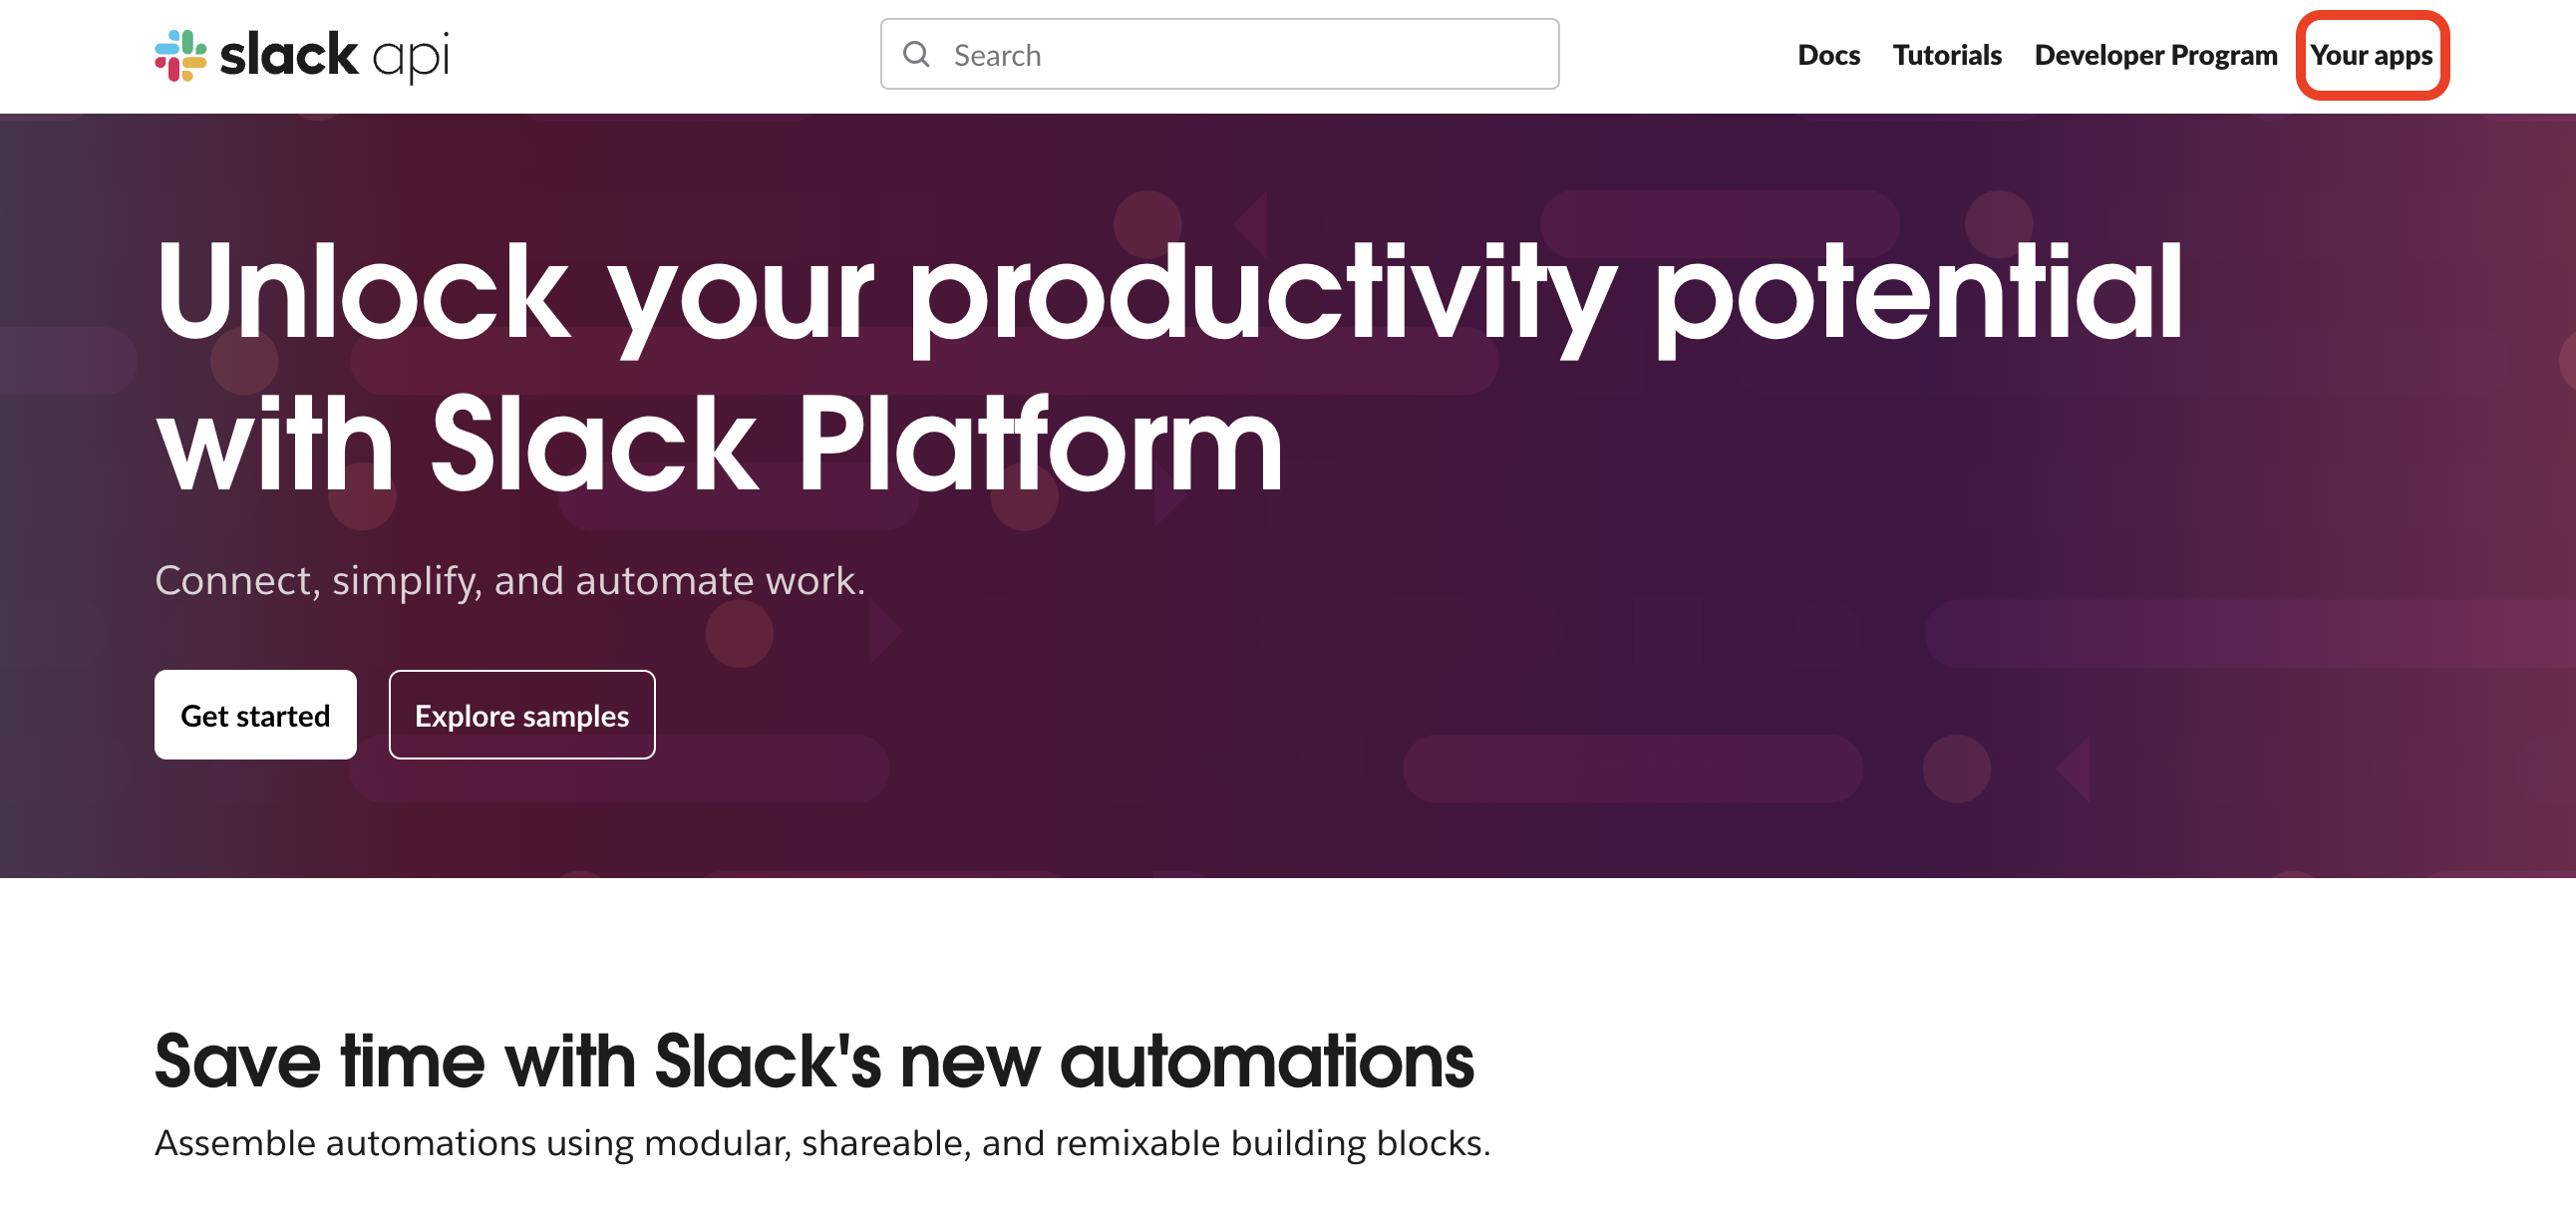 slack api
Search
Docs
Tutorials
Developer Program
Your apps
Unlock your productivity potential
with Slack Platform
Connect, simplify, and automate work.
Get started
Explore samples
Save time with Slack's new automations
Assemble automations using modular, shareable, and remixable building blocks.